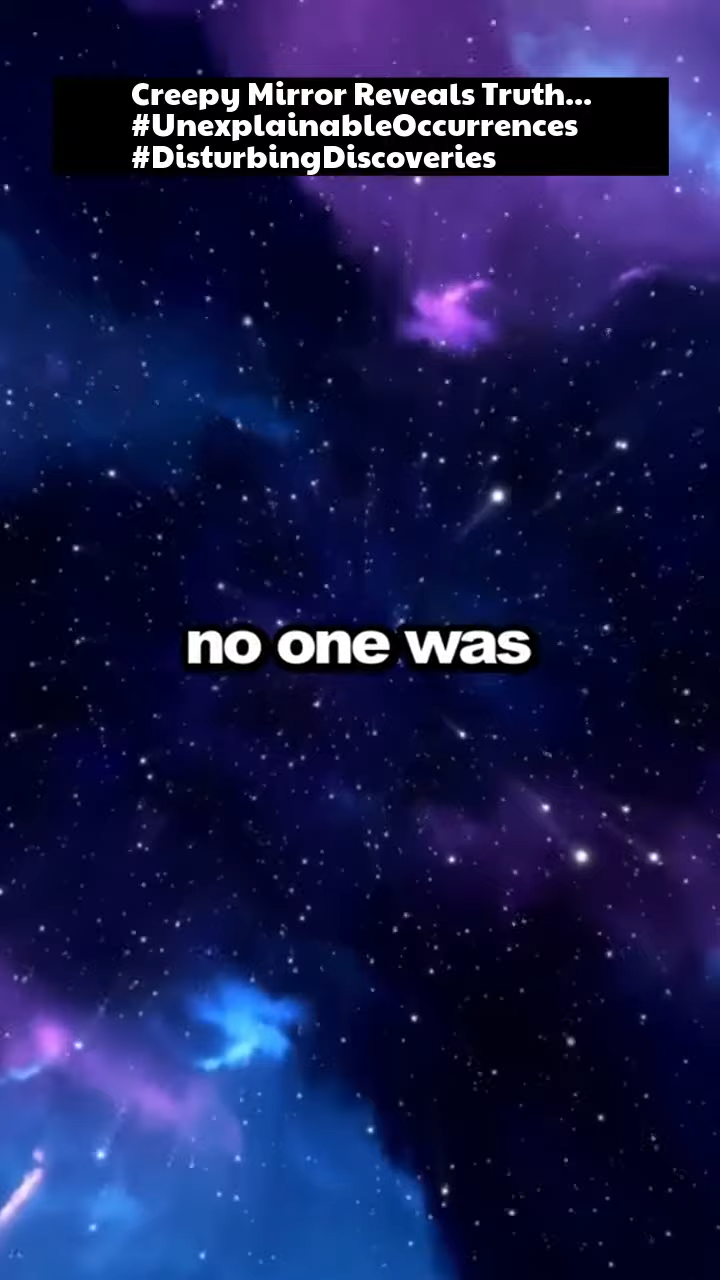 Creepy Mirror Reveals Truth...
#UnexplainableOccurrences
#DisturbingDiscoveries
no one was